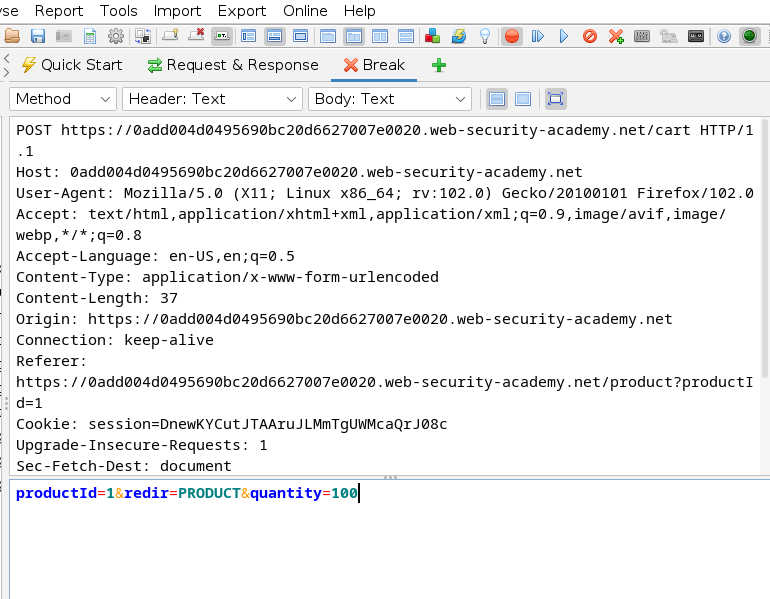 se Report Tools Import Export Online Help
Quick Start Request & Response Break
Method Header: Text Body: Text
POST https://0add004d0495690bc20d6627007e0020.web-security-academy.net/cart HTTP/1
.1
Host: 0add004d0495690bc20d6627007e0020.web-security-academy.net
User-Agent: Mozilla/5.0 (X11; Linux x86_64; rv:102.0) Gecko/20100101 Firefox/102.0
Accept: text/html,application/xhtml+xml,application/xml;q=0.9,image/avif,image/
webp,*/*;q=0.8
Accept-Language: en-US,en;q=0.5
Content-Type: application/x-www-form-urlencoded
Content-Length: 37
Origin: https://0add004d0495690bc20d6627007e0020.web-security-academy.net
Connection: keep-alive
Referer:
https://0add004d0495690bc20d6627007e0020.web-security-academy.net/product?productI
d=1
Cookie: session=DnewKYCutJTAAruJLMmTgUWMcaQrJ08c
Upgrade-Insecure-Requests: 1
Sec-Fetch-Dest: document
productId=1&redir=PRODUCT&quantity=100